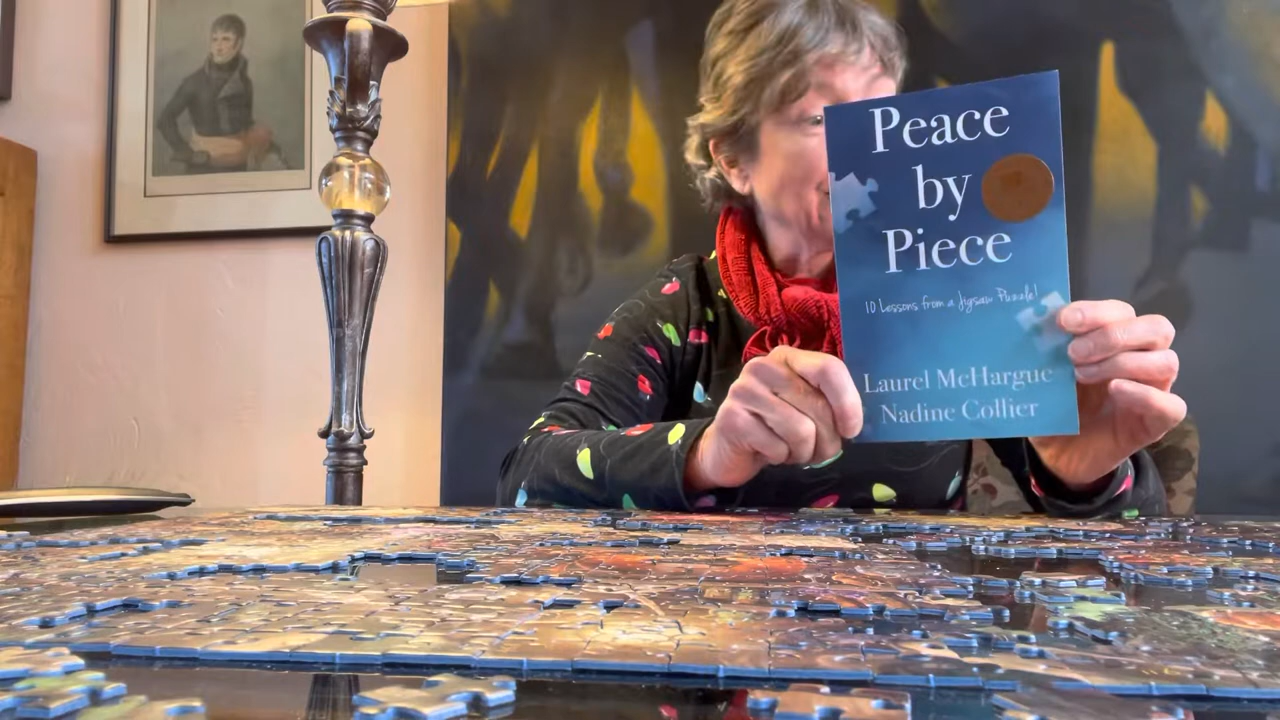 Peace
by
Piece
10 Lessons from a Jigsaw Puzzle!
Laurel McHargue
Nadine Collier